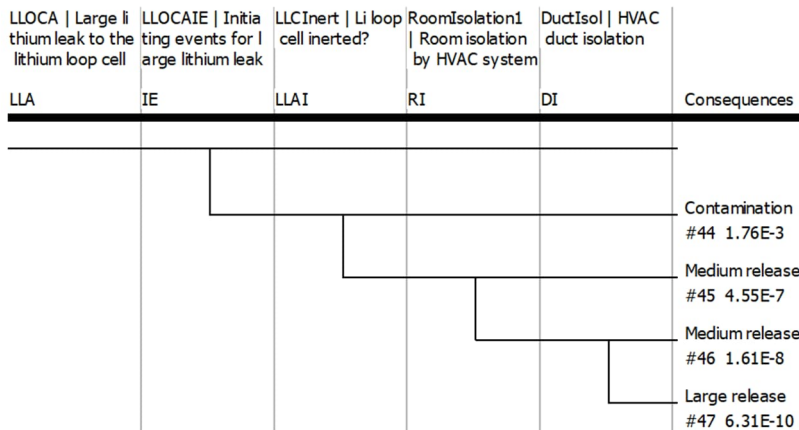 LLOCA | Large li
thium leak to the
lithium loop cell
LLA
LLOCAIE | Initia
ting events for l
arge lithium leak
IE
LLCInert | Li loop
cell inerted?
LLAI
RoomIsolation1
| Room isolation
by HVAC system
RI
DuctIsol | HVAC
duct isolation
DI
Consequences
Contamination
#44 1.76E-3
Medium release
#45 4.55E-7
Medium release
#46 1.61E-8
Large release
#47 6.31E-10